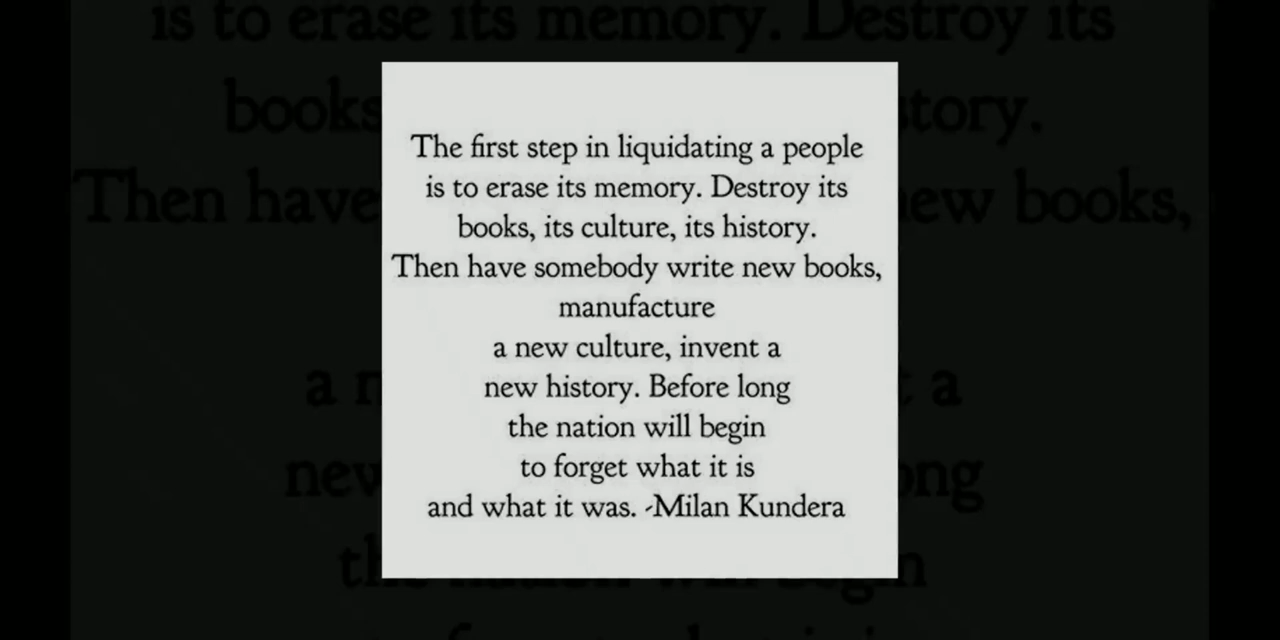 The first step in liquidating a people
is to erase its memory. Destroy its
books, its culture, its history.
Then have somebody write new books,
manufacture
a new culture, invent a
new history. Before long
the nation will begin
to forget what it is
and what it was. -Milan Kundera